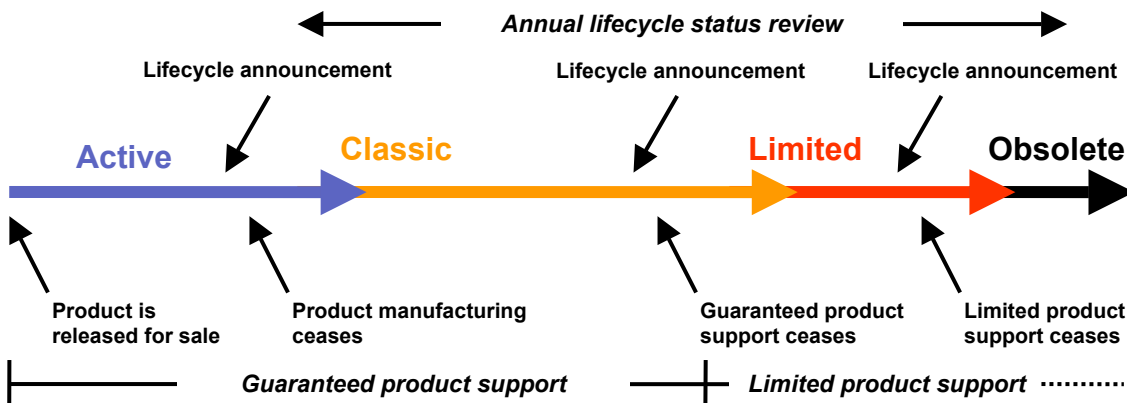 Annual lifecycle status review
Lifecycle announcement
Lifecycle announcement
Lifecycle announcement
Active
Classic
Limited
Obsolete
Product is
released for sale
Product manufacturing
ceases
Guaranteed product
support ceases
Limited product
support ceases
Guaranteed product support
Limited product support